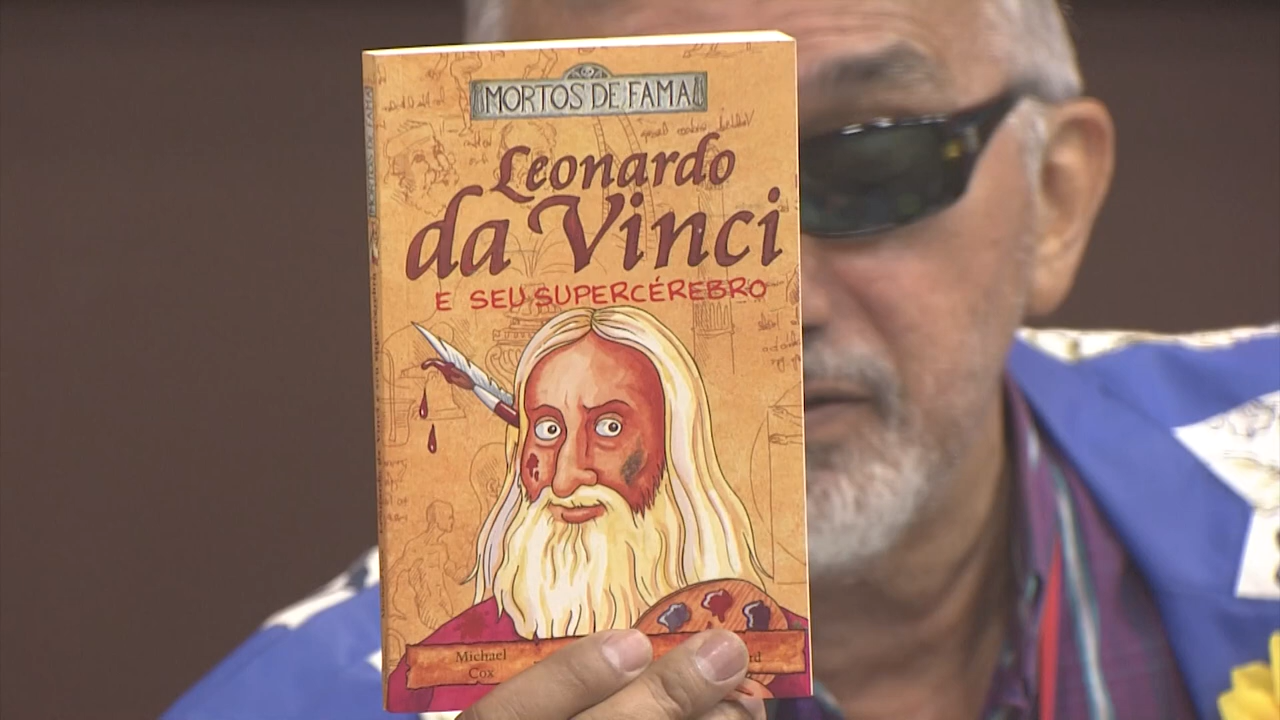 MORTOS DE FAMA
Leonardo
da Vinci
E SEU SUPERCÉREBRO
Michael
Cox